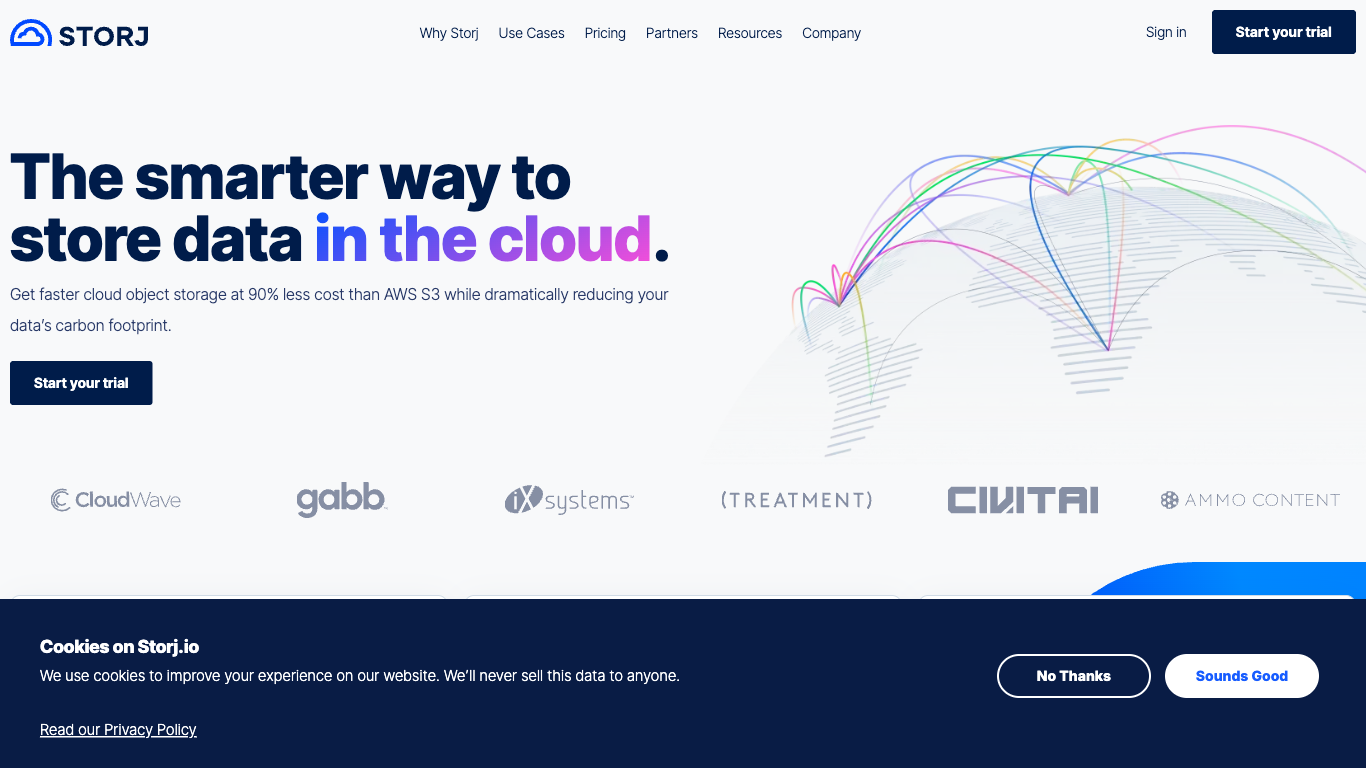 STORJ
Why Storj Use Cases Pricing Partners Resources Company
Sign in
Start your trial
The smarter way to
store data in the cloud.
Get faster cloud object storage at 90% less cost than AWS S3 while dramatically reducing your
data’s carbon footprint.
Start your trial
CloudWave
gabb
iXsystems
(TREATMENT)
CIVITAI
AMMO CONTENT
Cookies on Storj.io
We use cookies to improve your experience on our website. We’ll never sell this data to anyone.
No Thanks
Sounds Good
Read our Privacy Policy